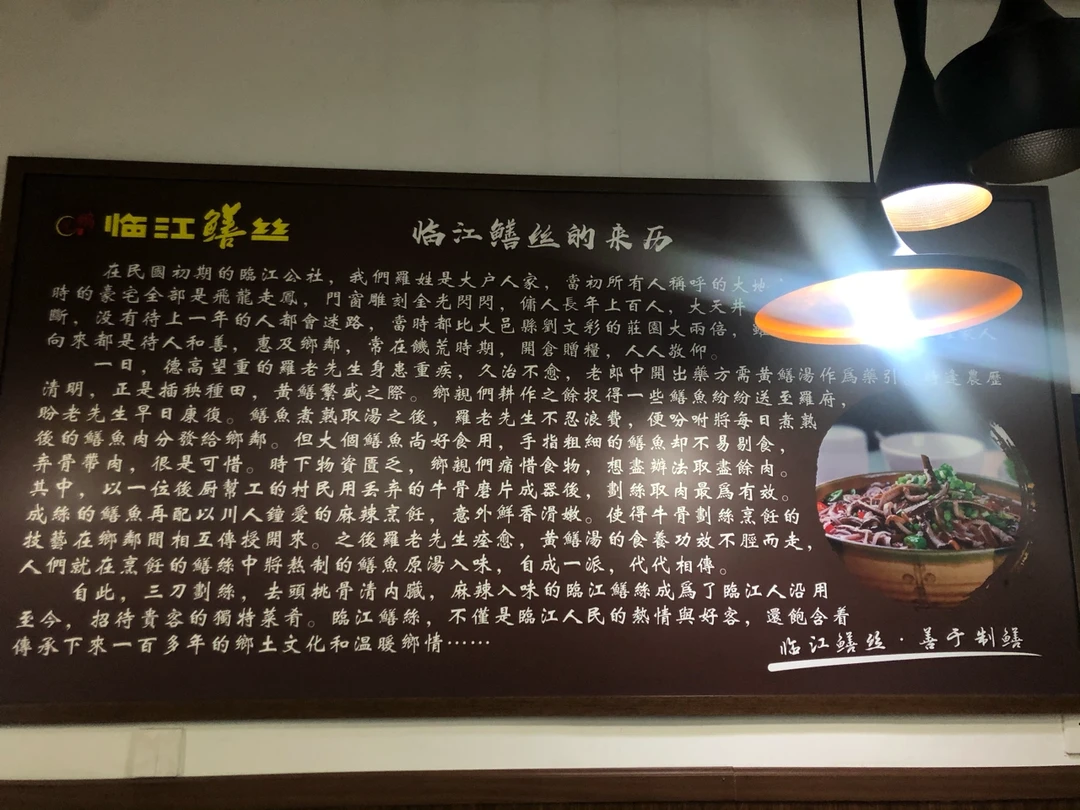 临江鳝丝
临江鳝丝的来历
在民國初期的臨江公社，我們羅姓是大户人家，當初所有人稱呼的大地
時的豪宅全部是飛龍走鳳，門窗雕刻金光閃閃，傭人長年上百人，大天井
斷，没有待上一年的人都會迷路，當時都比大邑縣劉文彩的莊園大兩倍，
向來都是待人和善，惠及鄉鄰，常在饑荒時期，開倉贈糧，人人敬仰。
一日，德高望重的羅老先生身患重疾，久治不愈，老郎中開出藥方需黄鱔湯作爲藥引
清明，正是插秧種田，黄鱔繁盛之際。鄉親們耕作之餘捉得一些鱔魚紛紛送至羅府，
盼老先生早日康復。鱔魚煮熟取湯之後，羅老先生不忍浪費，便吩咐將每日煮熟
後的鱔魚肉分發給鄉鄰。但大個鱔魚尚好食用，手指粗細的鱔魚却不易剔食，
弃骨帶肉，很是可惜。時下物資匱乏，鄉親們痛惜食物，想盡辦法取盡餘肉。
其中，以一位後厨幫工的村民用丢弃的牛骨磨片成器後，劃絲取肉最爲有效。
成絲的鱔魚再配以川人鐘愛的麻辣烹飪，意外鮮香滑嫩。使得牛骨劃絲烹飪的
技藝在鄉鄰間相互傳授開來。之後羅老先生痊愈，黄鱔湯的食養功效不脛而走，
人們就在烹飪的鱔絲中將熬制的鱔魚原湯入味，自成一派，代代相傳。
自此，三刀劃絲，去頭挑骨清内臟，麻辣入味的臨江鱔絲成爲了臨江人沿用
至今，招待貴客的獨特菜肴。臨江鱔絲，不僅是臨江人民的熱情與好客，還飽含着
傳承下來一百多年的鄉土文化和温暖鄉情······
临江鳝丝·善于制鳝